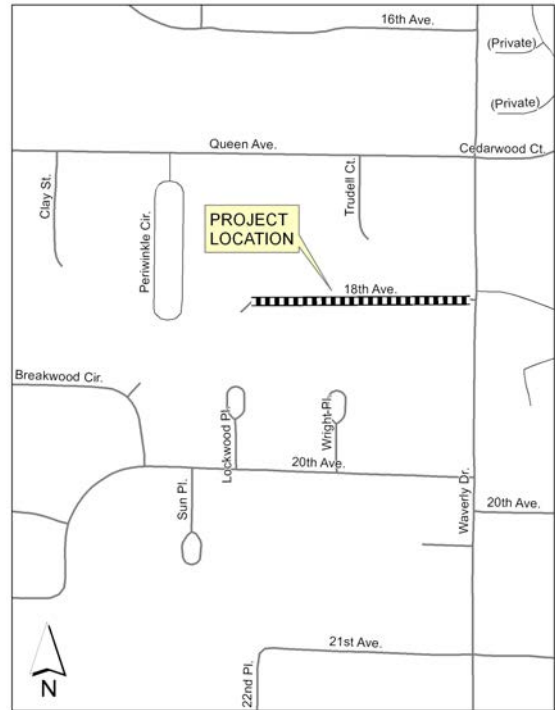 16th Ave.
(Private)
(Private)
Queen Ave.
Cedarwood Ct.
Clay St.
Periwinkle Cir.
Trudell Ct.
PROJECT
LOCATION
18th Ave.
Breakwood Cir.
Lockwood Pl.
Wright Pl.
20th Ave.
Sun Pl.
Waverly Dr.
20th Ave.
21st Ave.
22nd Pl.
N